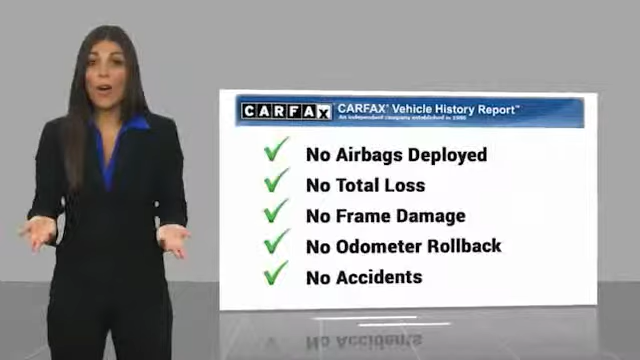 CARFAX CARFAX® Vehicle History Report™
An independent company established in 1986
No Airbags Deployed
No Total Loss
No Frame Damage
No Odometer Rollback
No Accidents